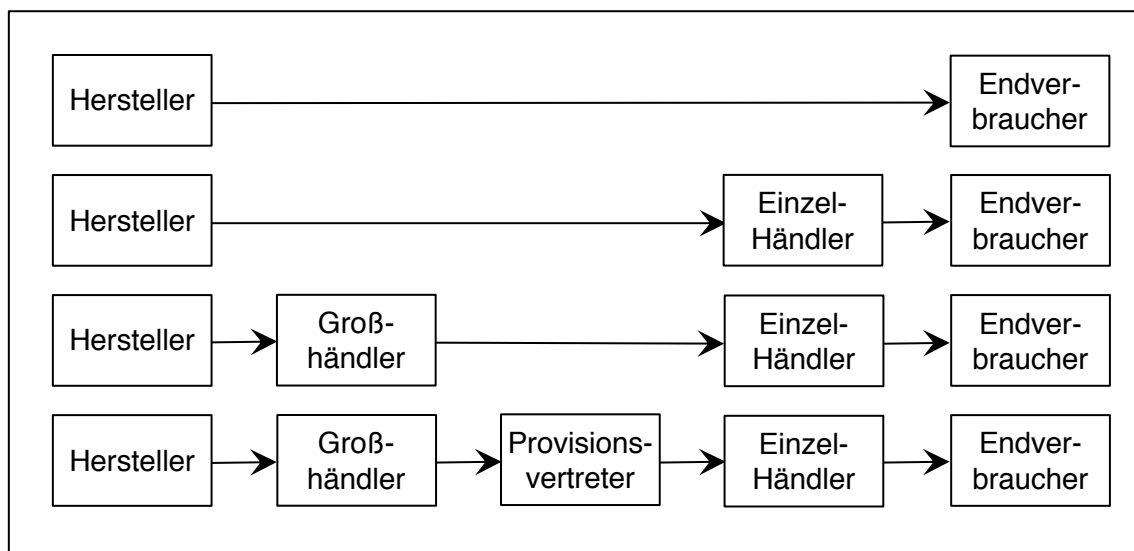 Hersteller
Endver-
braucher
Hersteller
Einzel-
Händler
Endver-
braucher
Hersteller
Groß-
händler
Einzel-
Händler
Endver-
braucher
Hersteller
Groß-
händler
Provisions-
vertreter
Einzel-
Händler
Endver-
braucher